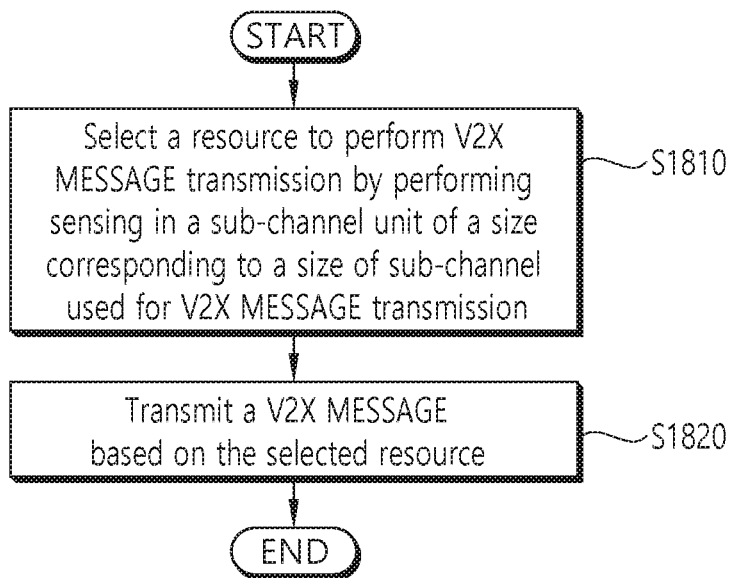 START
Select a resource to perform V2X
MESSAGE transmission by performing
sensing in a sub-channel unit of a size
corresponding to a size of sub-channel
used for V2X MESSAGE transmission
S1810
Transmit a V2X MESSAGE
based on the selected resource
S1820
END